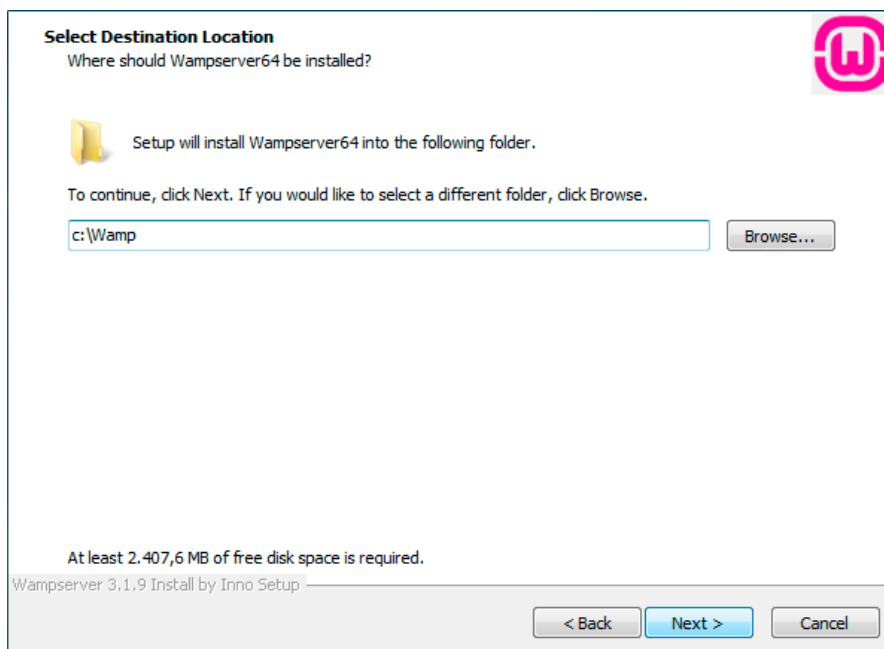 Select Destination Location
Where should Wampserver64 be installed?
W
Setup will install Wampserver64 into the following folder.
To continue, click Next. If you would like to select a different folder, click Browse.
c:\Wamp
Browse...
At least 2.407,6 MB of free disk space is required.
Wampserver 3.1.9 Install by Inno Setup
< Back Next > Cancel